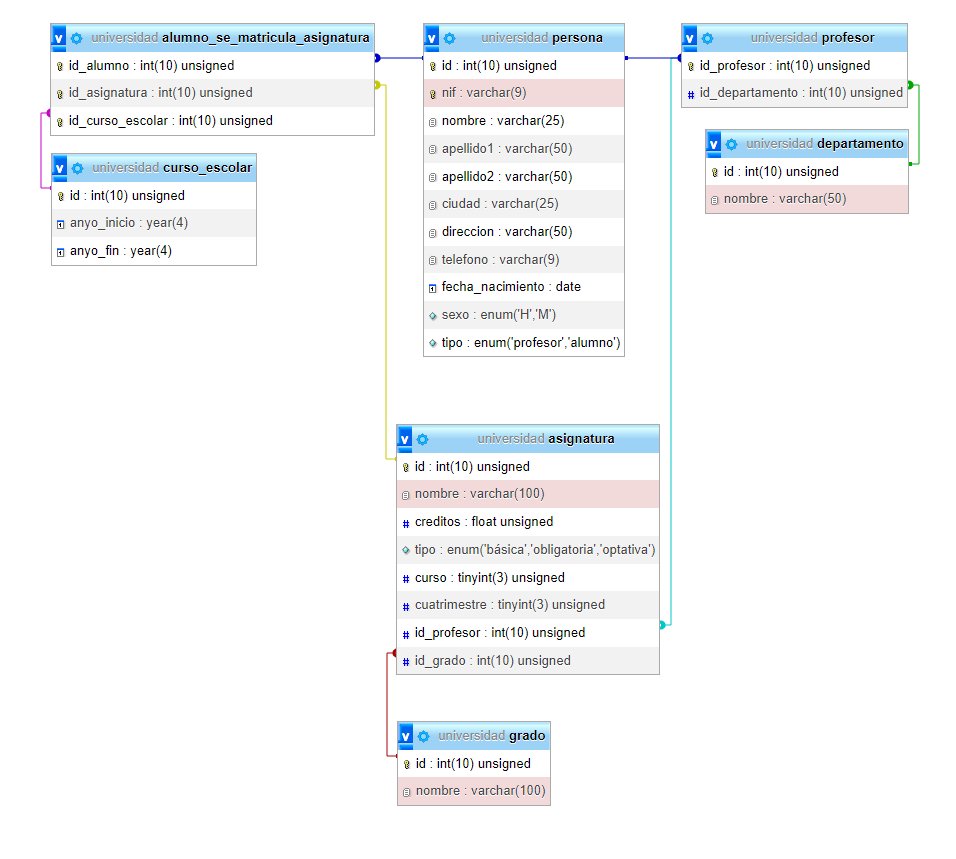 v universidad alumno_se_matricula_asignatura
id_alumno : int(10) unsigned
id_asignatura : int(10) unsigned
id_curso_escolar : int(10) unsigned
v universidad curso_escolar
id : int(10) unsigned
anyo_inicio : year(4)
anyo_fin : year(4)
v universidad persona
id : int(10) unsigned
nif : varchar(9)
nombre : varchar(25)
apellido1 : varchar(50)
apellido2 : varchar(50)
ciudad : varchar(25)
direccion : varchar(50)
telefono : varchar(9)
fecha_nacimiento : date
sexo : enum('H','M')
tipo : enum('profesor','alumno')
v universidad profesor
id_profesor : int(10) unsigned
# id_departamento : int(10) unsigned
v universidad departamento
id : int(10) unsigned
nombre : varchar(50)
v universidad asignatura
id : int(10) unsigned
nombre : varchar(100)
# creditos : float unsigned
tipo : enum('básica','obligatoria','optativa')
# curso : tinyint(3) unsigned
# cuatrimestre : tinyint(3) unsigned
# id_profesor : int(10) unsigned
# id_grado : int(10) unsigned
v universidad grado
id : int(10) unsigned
nombre : varchar(100)